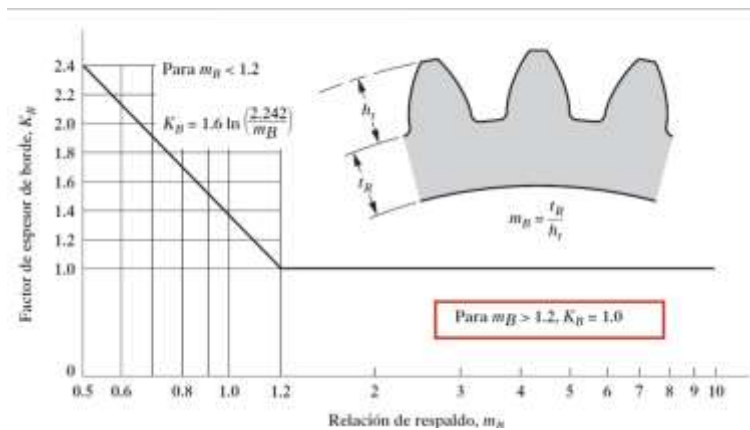 Factor de espesor de borde, K_B
2.4
2.2
2.0
1.8
1.6
1.4
1.2
1.0
0
Para m_B < 1.2
K_B = 1.6 ln (2.242/m_B)
h_t
t_R
m_B = t_R/h_t
Para m_B > 1.2, K_B = 1.0
0.5 0.6 0.8 1.0 1.2 2 3 4 5 6 7 8 9 10
Relación de respaldo, m_B